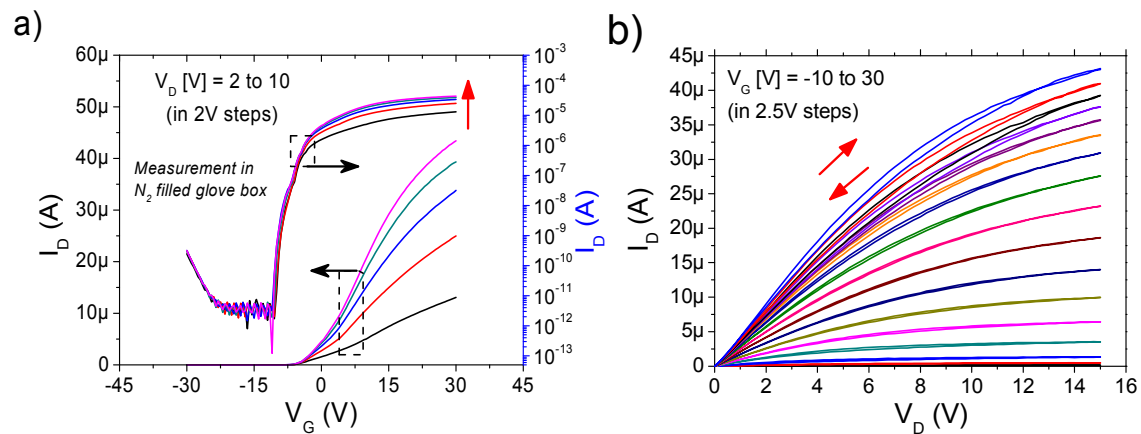 a)
V_D [V] = 2 to 10
(in 2V steps)
Measurement in
N_2 filled glove box
I_D (A)
60µ
50µ
40µ
30µ
20µ
10µ
0
-45 -30 -15 0 15 30 45
V_G (V)
10^-3
10^-4
10^-5
10^-6
10^-7
10^-8
10^-9
10^-10
10^-11
10^-12
10^-13
I_D (A)
b)
V_G [V] = -10 to 30
(in 2.5V steps)
I_D (A)
45µ
40µ
35µ
30µ
25µ
20µ
15µ
10µ
5µ
0
0 2 4 6 8 10 12 14 16
V_D (V)